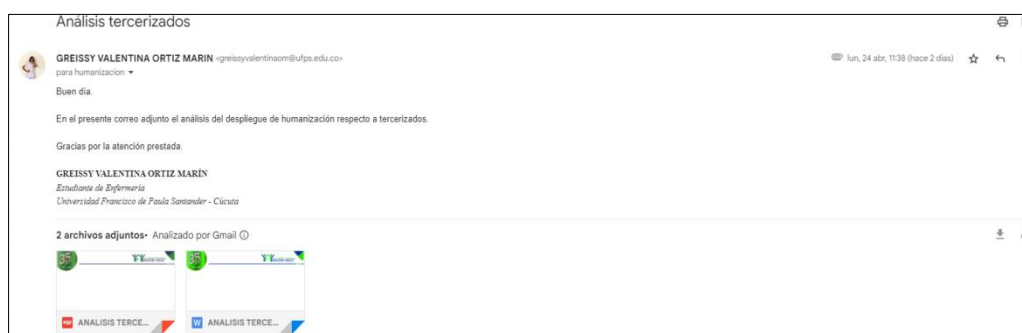 Análisis tercerizados
GREISSY VALENTINA ORTIZ MARIN <greissyvalentinaom@ufps.edu.co>
lun, 24 abr, 11:38 (hace 2 días)
para humanizacion
Buen día.
En el presente correo adjunto el análisis del despliegue de humanización respecto a tercerizados.
Gracias por la atención prestada.
GREISSY VALENTINA ORTIZ MARÍN
Estudiante de Enfermería
Universidad Francisco de Paula Santander - Cúcuta
2 archivos adjuntos • Analizado por Gmail
PDF ANALISIS TERCE...
W ANALISIS TERCE...